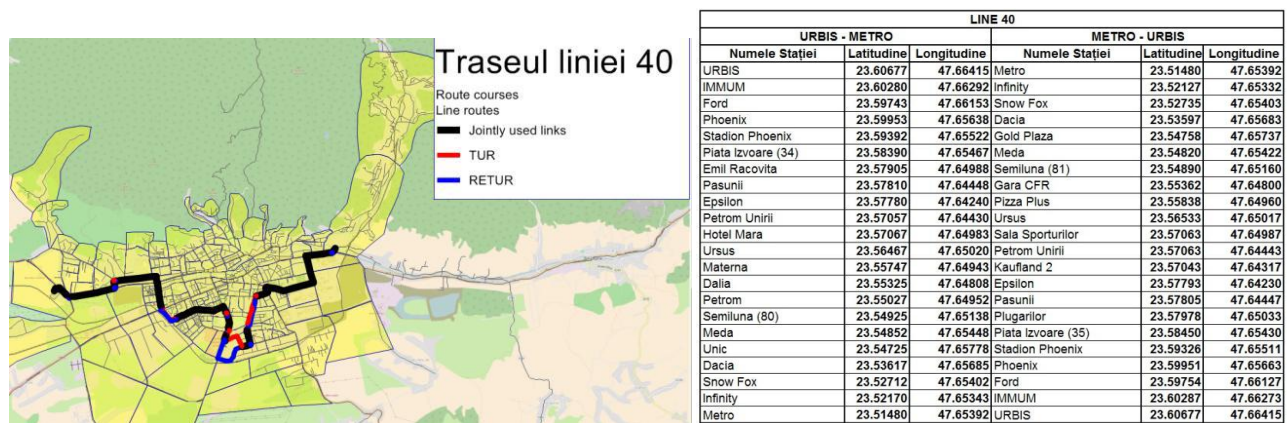 Traseul liniei 40
Route courses
Line routes
Jointly used links
TUR
RETUR
LINE 40
URBIS - METRO METRO - URBIS
Numele Stației Latitudine Longitudine Numele Stației Latitudine Longitudine
URBIS 23.60677 47.66415 Metro 23.51480 47.65392
IMMUM 23.60280 47.66292 Infinity 23.52127 47.65332
Ford 23.59743 47.66153 Snow Fox 23.52735 47.65403
Phoenix 23.59953 47.65638 Dacia 23.53597 47.65683
Stadion Phoenix 23.59392 47.65522 Gold Plaza 23.54758 47.65737
Piata Izvoare (34) 23.58390 47.65467 Meda 23.54820 47.65422
Emil Racovita 23.57905 47.64988 Semiluna (81) 23.54890 47.65160
Pasunii 23.57810 47.64448 Gara CFR 23.55362 47.64800
Epsilon 23.57780 47.64240 Pizza Plus 23.55838 47.64960
Petrom Unirii 23.57057 47.64430 Ursus 23.56533 47.65017
Hotel Mara 23.57067 47.64983 Sala Sporturilor 23.57063 47.64987
Ursus 23.56467 47.65020 Petrom Unirii 23.57063 47.64443
Materna 23.55747 47.64943 Kaufland 2 23.57043 47.64317
Dalia 23.55325 47.64808 Epsilon 23.57793 47.64230
Petrom 23.55027 47.64952 Pasunii 23.57805 47.64447
Semiluna (80) 23.54925 47.65138 Plugarilor 23.57978 47.65033
Meda 23.54852 47.65448 Piata Izvoare (35) 23.58450 47.65430
Unic 23.54725 47.65778 Stadion Phoenix 23.59326 47.65511
Dacia 23.53617 47.65685 Phoenix 23.59951 47.65663
Snow Fox 23.52712 47.65402 Ford 23.59754 47.66127
Infinity 23.52170 47.65343 IMMUM 23.60287 47.66273
Metro 23.51480 47.65392 URBIS 23.60677 47.66415